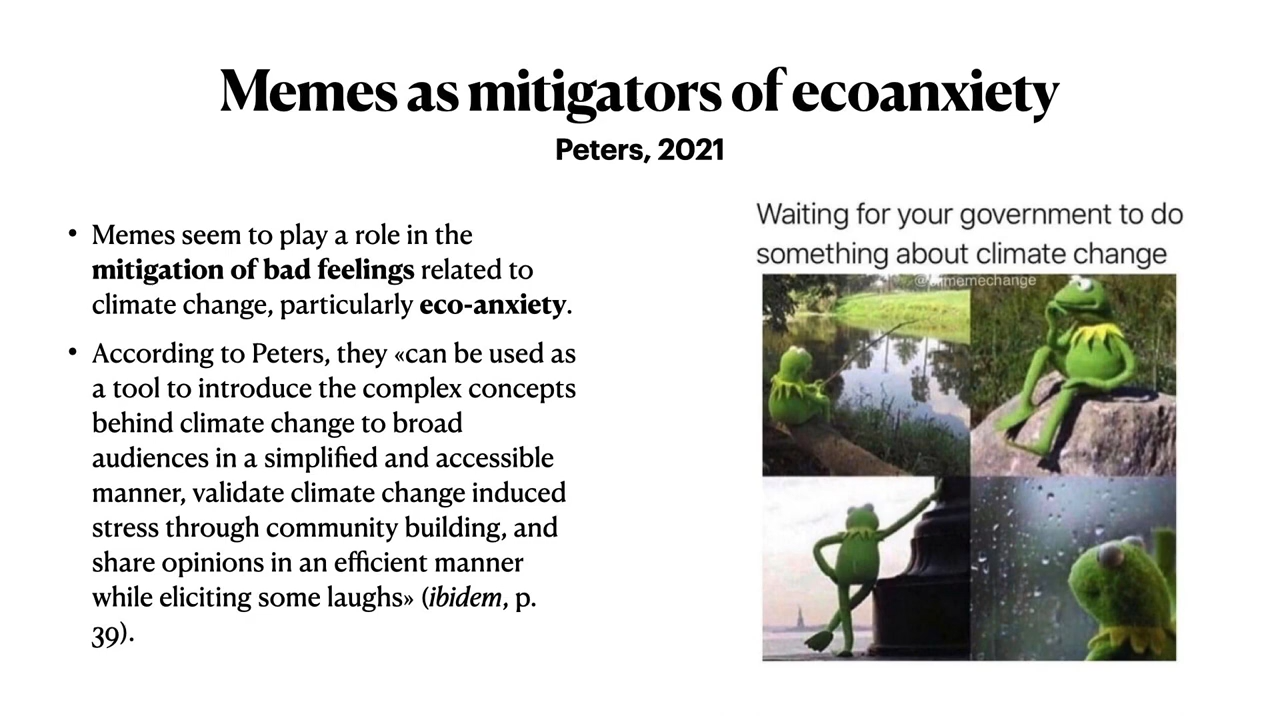 Memes as mitigators of ecoanxiety
Peters, 2021
• Memes seem to play a role in the
mitigation of bad feelings related to
climate change, particularly eco-anxiety.
• According to Peters, they «can be used as
a tool to introduce the complex concepts
behind climate change to broad
audiences in a simplified and accessible
manner, validate climate change induced
stress through community building, and
share opinions in an efficient manner
while eliciting some laughs» (ibidem, p.
39).
Waiting for your government to do
something about climate change